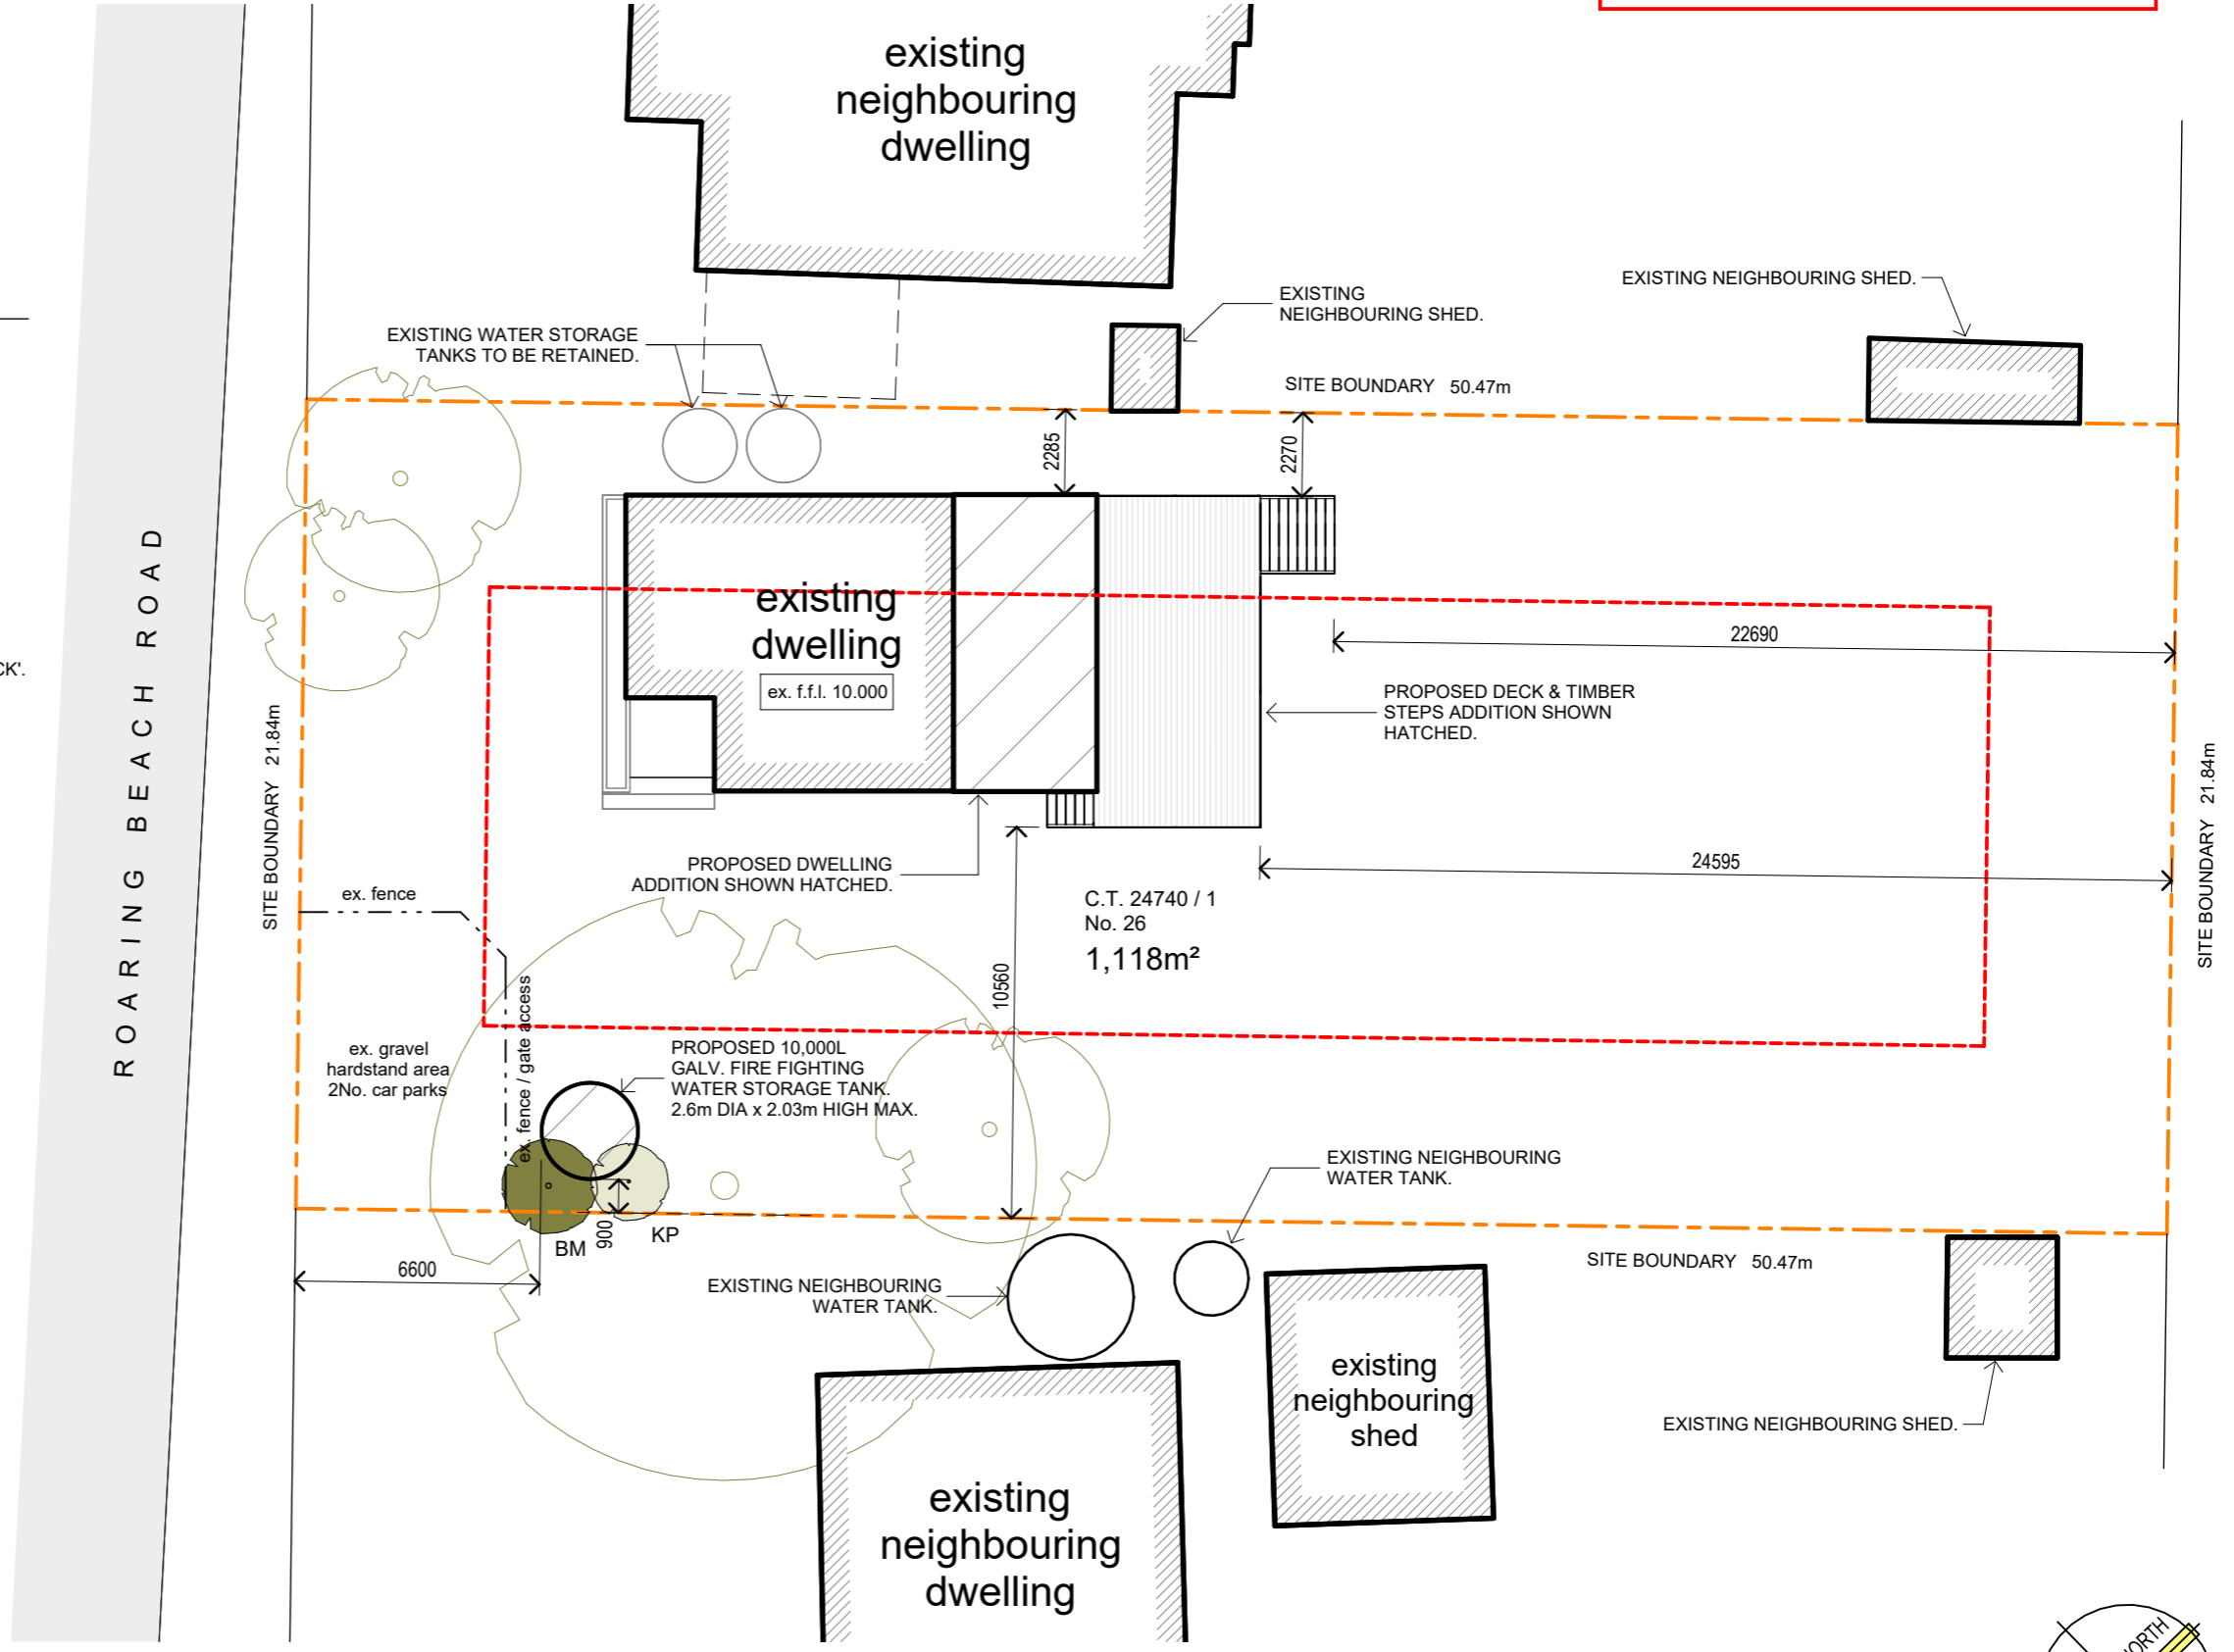 existing
neighbouring
dwelling
EXISTING
NEIGHBOURING SHED.
EXISTING NEIGHBOURING SHED.
EXISTING WATER STORAGE
TANKS TO BE RETAINED.
SITE BOUNDARY 50.47m
2285
2270
ROARING BEACH ROAD
CK'.
existing
dwelling
ex. f.f.l. 10.000
22690
PROPOSED DECK & TIMBER
STEPS ADDITION SHOWN
HATCHED.
SITE BOUNDARY 21.84m
SITE BOUNDARY 21.84m
24595
PROPOSED DWELLING
ADDITION SHOWN HATCHED.
ex. fence
C.T. 24740 / 1
No. 26
1,118m²
10560
ex. fence / gate access
ex. gravel
hardstand area
2No. car parks
PROPOSED 10,000L
GALV. FIRE FIGHTING
WATER STORAGE TANK.
2.6m DIA x 2.03m HIGH MAX.
EXISTING NEIGHBOURING
WATER TANK.
BM
900
KP
6600
SITE BOUNDARY 50.47m
EXISTING NEIGHBOURING
WATER TANK.
existing
neighbouring
shed
EXISTING NEIGHBOURING SHED.
existing
neighbouring
dwelling
NORTH